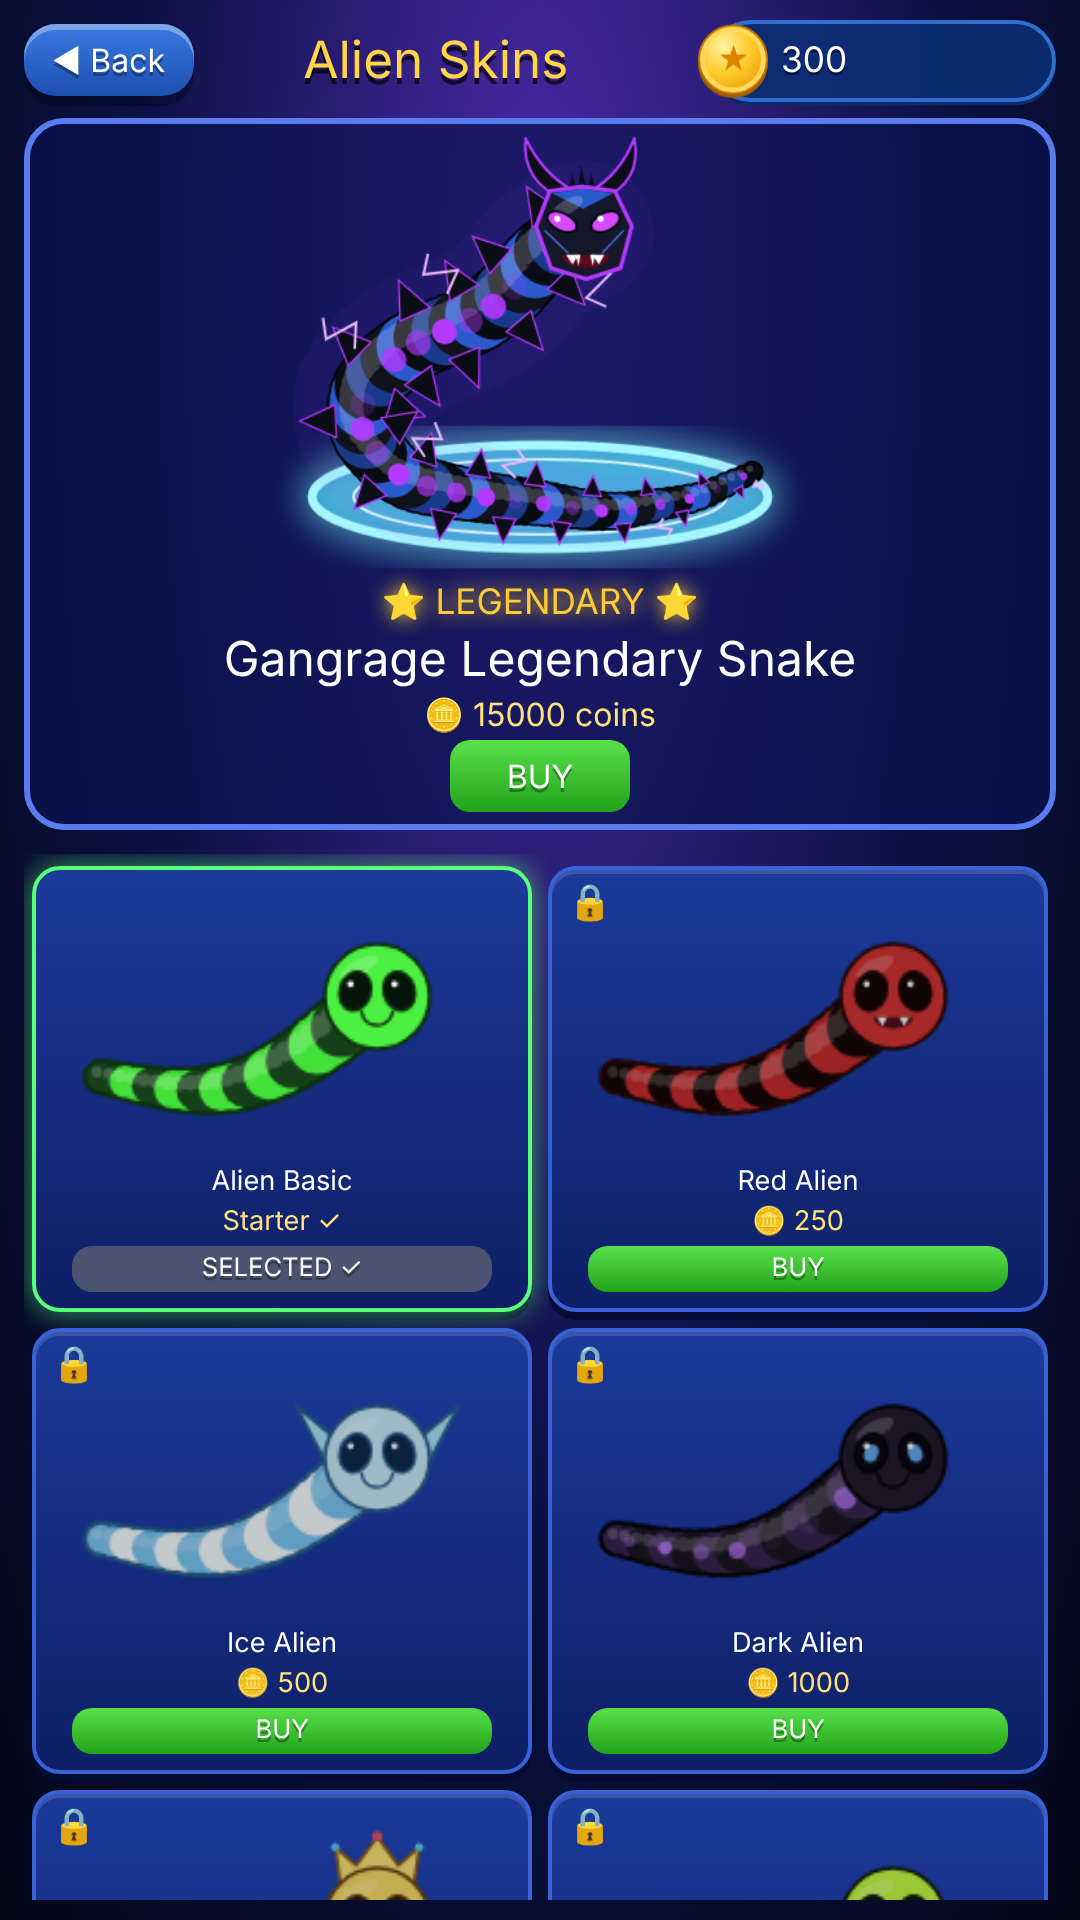 Back
Alien Skins
300
LEGENDARY
Gangrage Legendary Snake
15000 coins
BUY
Alien Basic
Starter ✓
SELECTED ✓
Red Alien
250
BUY
Ice Alien
500
BUY
Dark Alien
1000
BUY